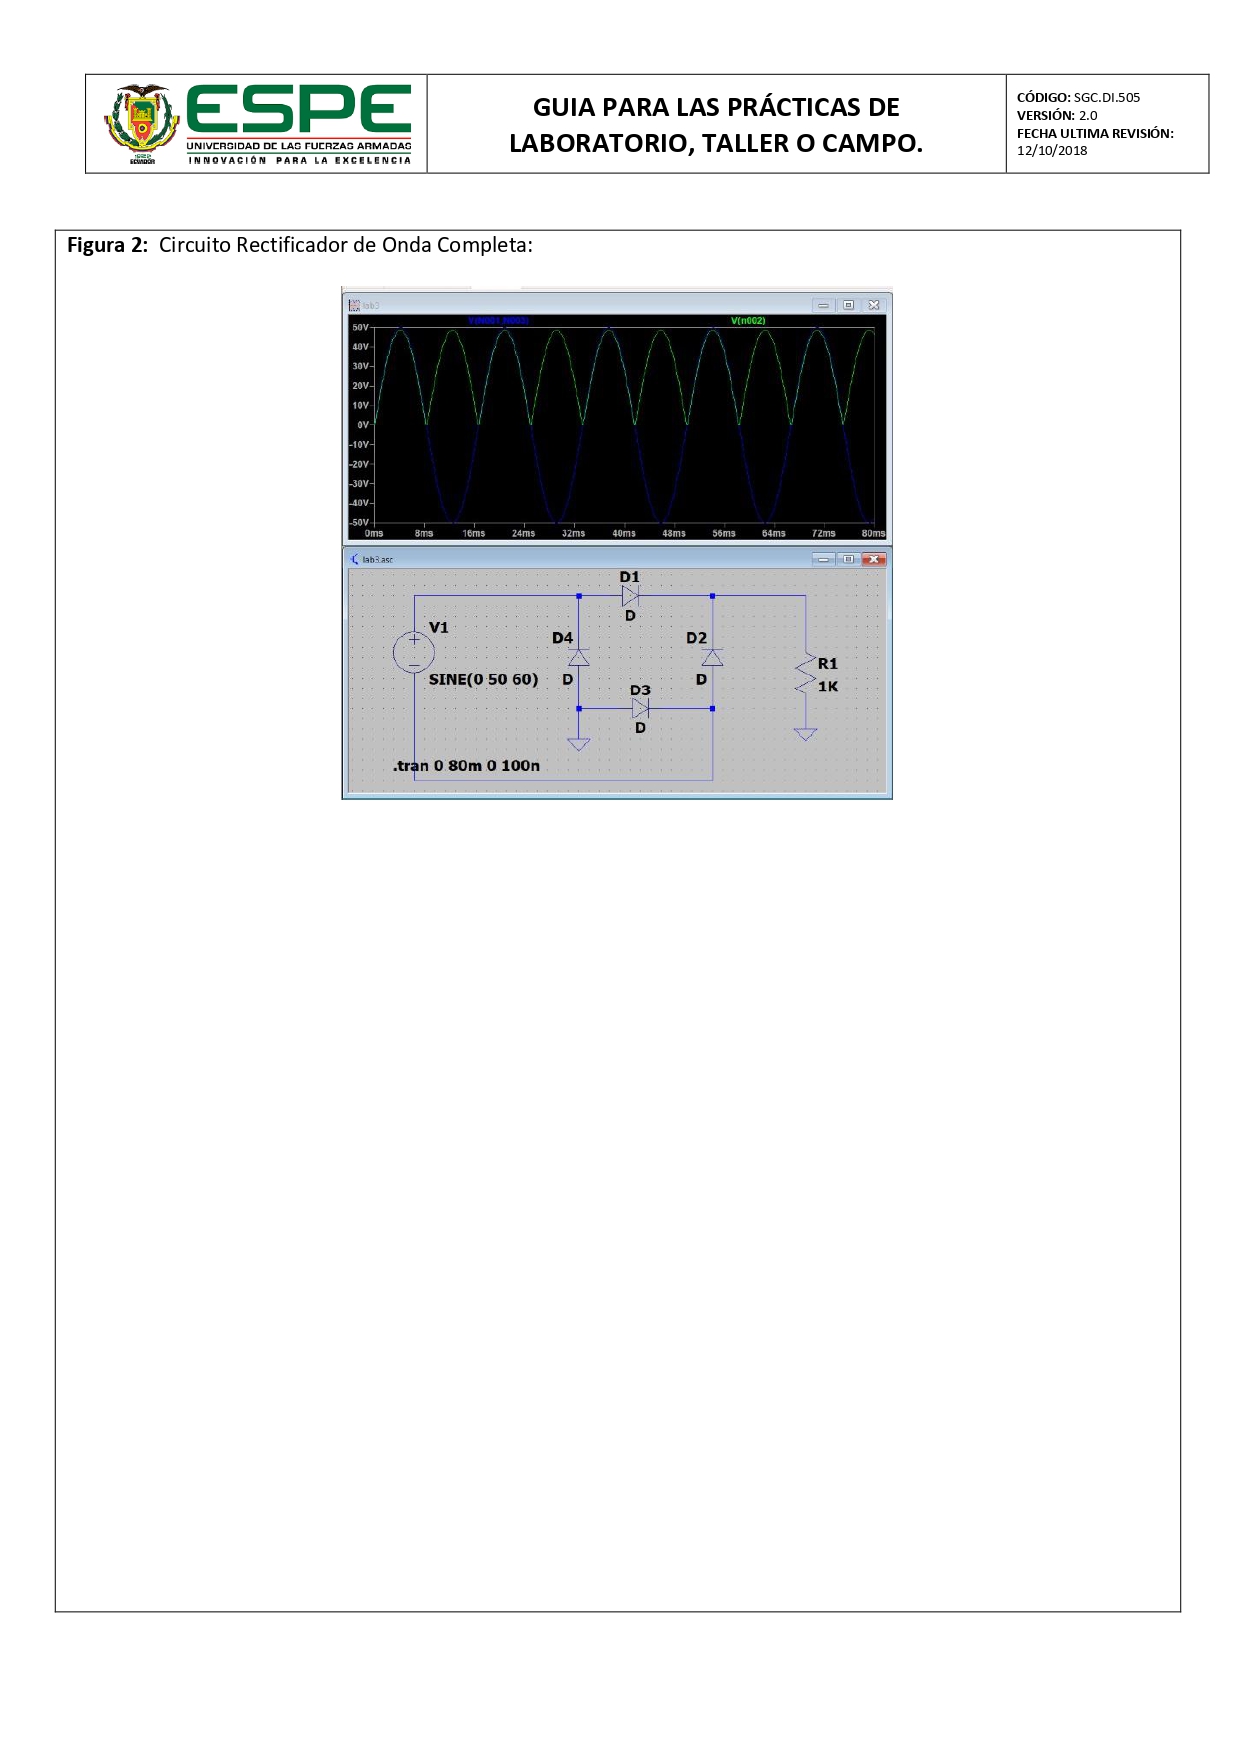 ESPE
UNIVERSIDAD DE LAS FUERZAS ARMADAS
INNOVACIÓN PARA LA EXCELENCIA
ECUADOR
GUIA PARA LAS PRÁCTICAS DE
LABORATORIO, TALLER O CAMPO.
CÓDIGO: SGC.DI.505
VERSIÓN: 2.0
FECHA ULTIMA REVISIÓN:
12/10/2018
Figura 2: Circuito Rectificador de Onda Completa:
lab3
V(n002)
50V
40V
30V
20V
10V
0V
-10V
-20V
-30V
-40V
-50V
0ms 8ms 16ms 24ms 32ms 40ms 48ms 56ms 64ms 72ms 80ms
lab3.asc
D1
D
V1
D4
D2
SINE(0 50 60)
D
D
D3
D
R1
1K
.tran 0 80m 0 100n